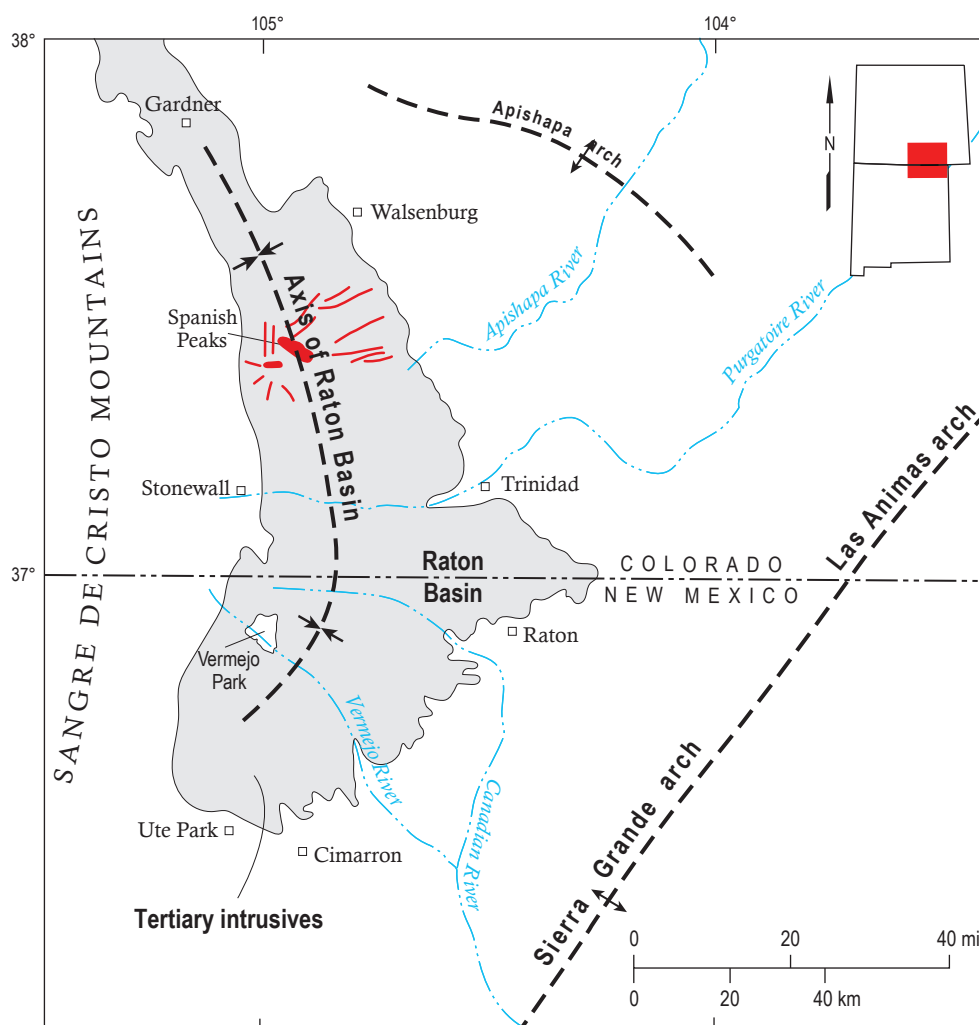 105°
104°
38°
Gardner
Apishapa arch
N
Walsenburg
SANGRE DE CRISTO MOUNTAINS
Axis of Raton Basin
Spanish
Peaks
Apishapa River
Purgatoire River
Stonewall
Trinidad
Las Animas arch
Raton
Basin
COLORADO
37°
NEW MEXICO
Raton
Vermejo
Park
Vermejo River
Canadian River
Ute Park
Cimarron
Sierra Grande arch
Tertiary intrusives
0 20 40 mi
0 20 40 km